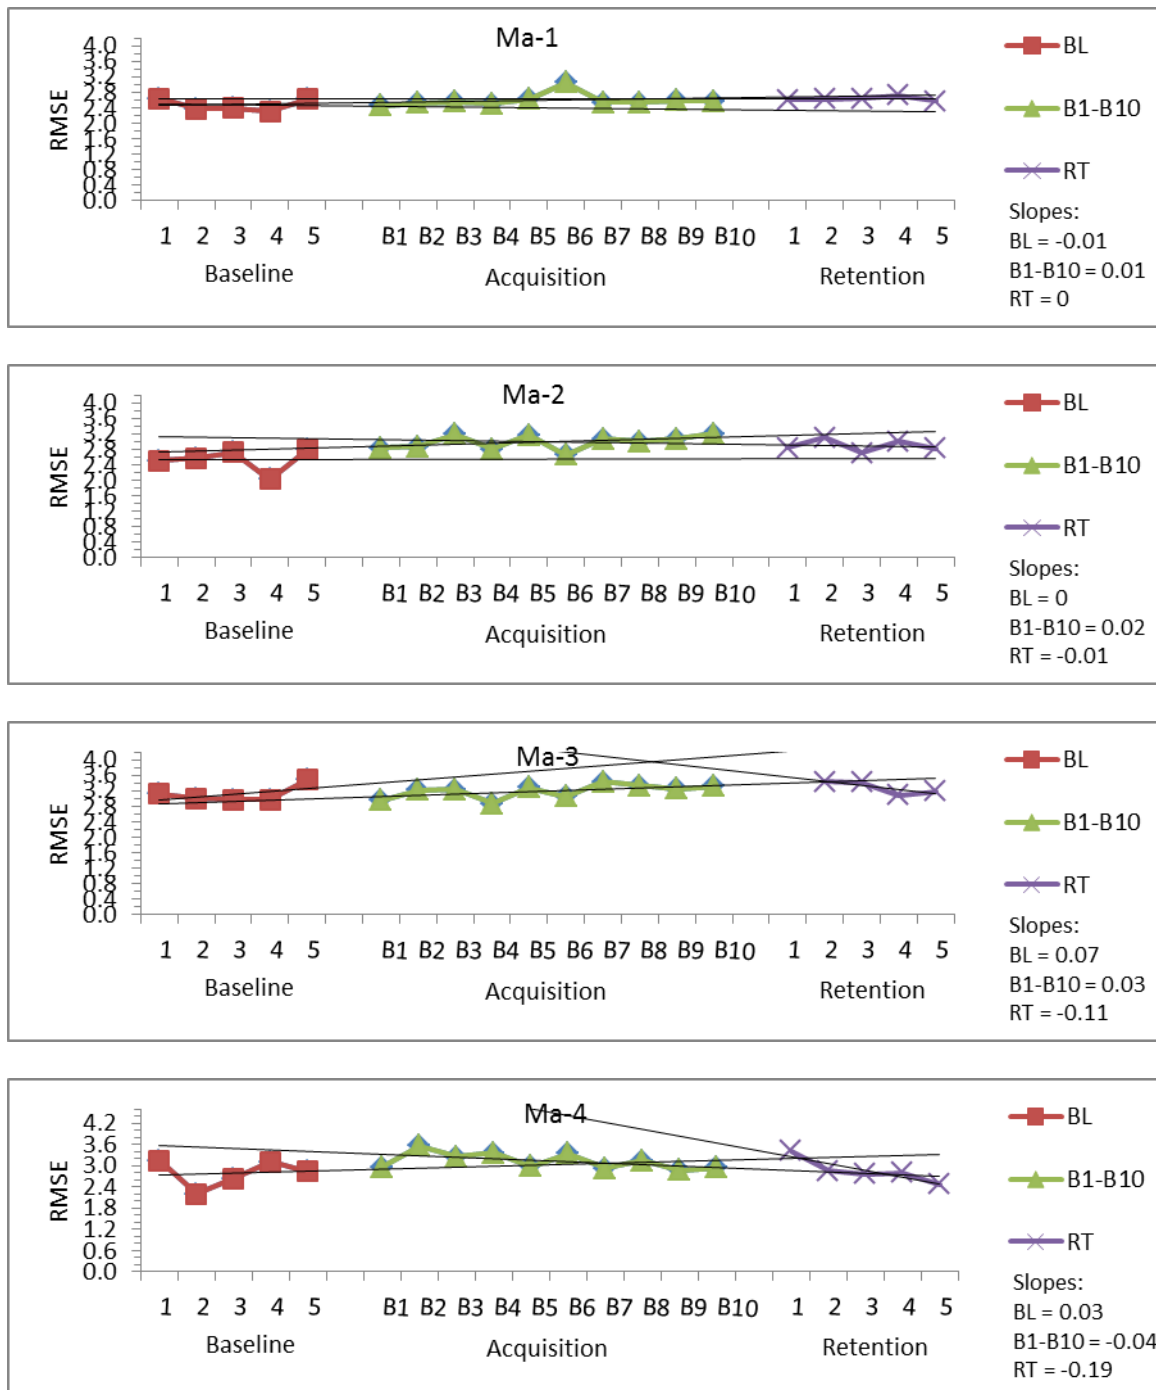 Ma-1
RMSE
4.0
3.6
3.2
2.8
2.4
2.0
1.6
1.2
0.8
0.4
0.0
1 2 3 4 5 B1 B2 B3 B4 B5 B6 B7 B8 B9 B10 1 2 3 4 5
Baseline Acquisition Retention
BL
B1-B10
RT
Slopes:
BL = -0.01
B1-B10 = 0.01
RT = 0
Ma-2
RMSE
4.0
3.6
3.2
2.8
2.4
2.0
1.6
1.2
0.8
0.4
0.0
1 2 3 4 5 B1 B2 B3 B4 B5 B6 B7 B8 B9 B10 1 2 3 4 5
Baseline Acquisition Retention
BL
B1-B10
RT
Slopes:
BL = 0
B1-B10 = 0.02
RT = -0.01
Ma-3
RMSE
4.0
3.6
3.2
2.8
2.4
2.0
1.6
1.2
0.8
0.4
0.0
1 2 3 4 5 B1 B2 B3 B4 B5 B6 B7 B8 B9 B10 1 2 3 4 5
Baseline Acquisition Retention
BL
B1-B10
RT
Slopes:
BL = 0.07
B1-B10 = 0.03
RT = -0.11
Ma-4
RMSE
4.2
3.6
3.0
2.4
1.8
1.2
0.6
0.0
1 2 3 4 5 B1 B2 B3 B4 B5 B6 B7 B8 B9 B10 1 2 3 4 5
Baseline Acquisition Retention
BL
B1-B10
RT
Slopes:
BL = 0.03
B1-B10 = -0.04
RT = -0.19